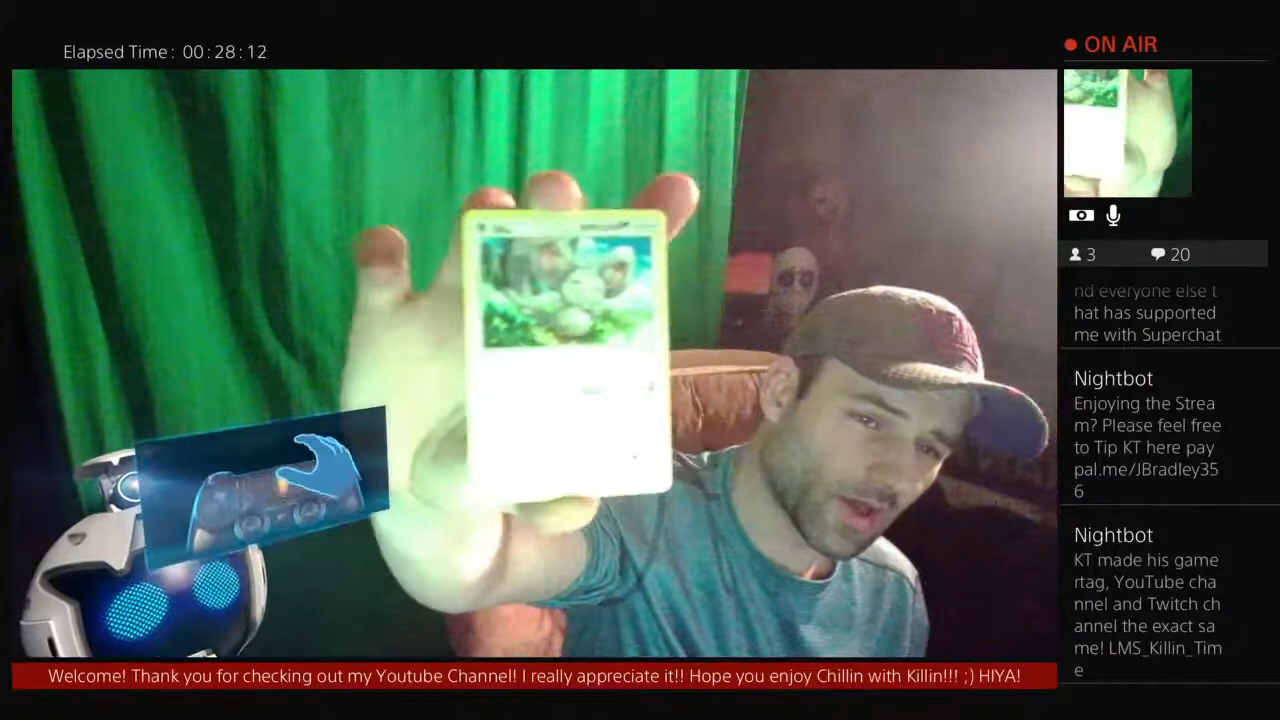 Elapsed Time: 00:28:12
ON AIR
3
20
nd everyone else t
hat has supported
me with Superchat
Nightbot
Enjoying the Strea
m? Please feel free
to Tip KT here pay
pal.me/JBradley35
6
Nightbot
KT made his game
rtag, YouTube cha
nnel and Twitch ch
annel the exact sa
me! LMS_Killin_Tim
e
Welcome! Thank you for checking out my Youtube Channel! I really appreciate it!! Hope you enjoy Chillin with Killin!!! ;) HIYA!